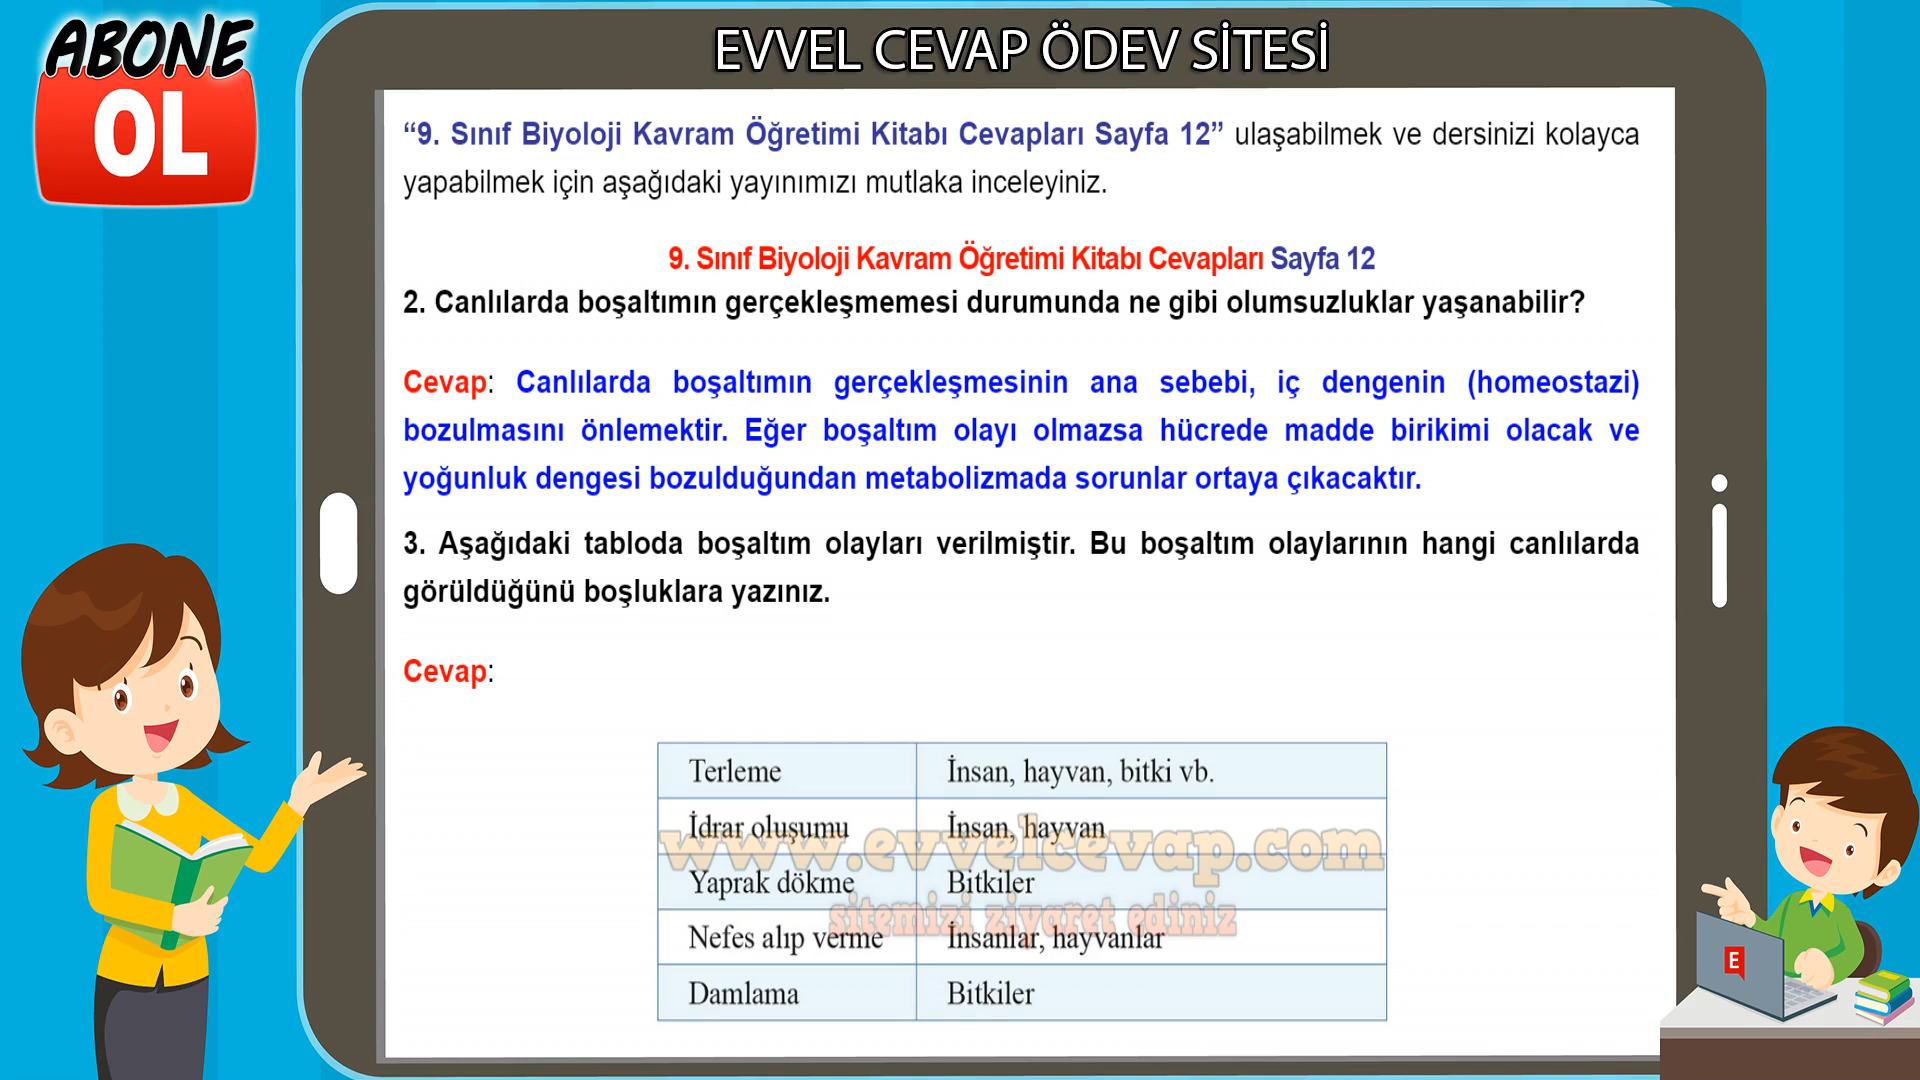 ABONE
OL
EVVEL CEVAP ÖDEV SİTESİ
“9. Sınıf Biyoloji Kavram Öğretimi Kitabı Cevapları Sayfa 12” ulaşabilmek ve dersinizi kolayca
yapabilmek için aşağıdaki yayınımızı mutlaka inceleyiniz.
9. Sınıf Biyoloji Kavram Öğretimi Kitabı Cevapları Sayfa 12
2. Canlılarda boşaltımın gerçekleşmemesi durumunda ne gibi olumsuzluklar yaşanabilir?
Cevap: Canlılarda boşaltımın gerçekleşmesinin ana sebebi, iç dengenin (homeostazi)
bozulmasını önlemektir. Eğer boşaltım olayı olmazsa hücrede madde birikimi olacak ve
yoğunluk dengesi bozulduğundan metabolizmada sorunlar ortaya çıkacaktır.
3. Aşağıdaki tabloda boşaltım olayları verilmiştir. Bu boşaltım olaylarının hangi canlılarda
görüldüğünü boşluklara yazınız.
Cevap:
Terleme İnsan, hayvan, bitki vb.
İdrar oluşumu İnsan, hayvan
www.evvelcevap.com
Yaprak dökme Bitkiler
sitemizi ziyaret ediniz
Nefes alıp verme İnsanlar, hayvanlar
Damlama Bitkiler
E